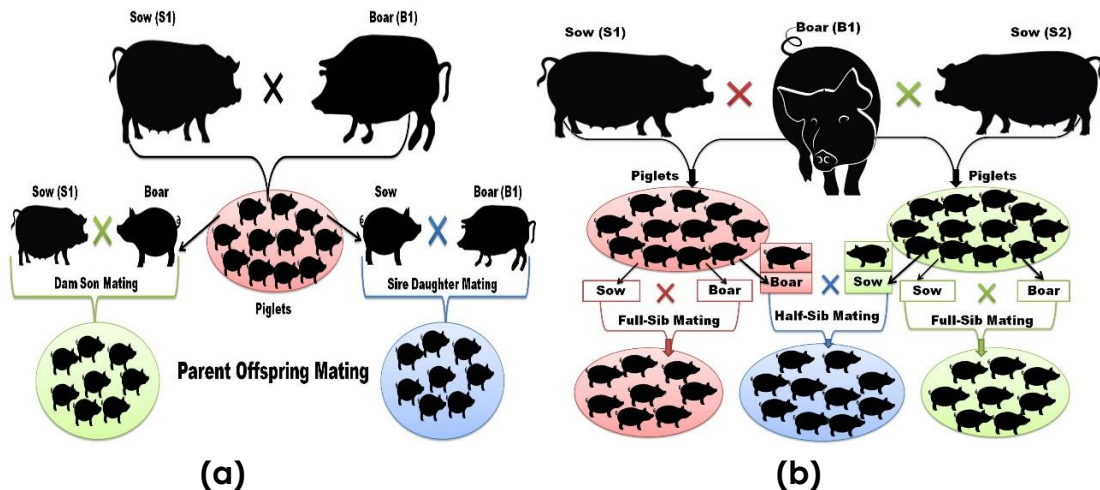 Sow (S1)
Boar (B1)
Sow (S1)
Boar
Sow
Boar (B1)
Dam Son Mating
Sire Daughter Mating
Piglets
Parent Offspring Mating
(a)
Boar (B1)
Sow (S1)
Sow (S2)
Piglets
Piglets
Boar
Sow
Sow
Boar
Sow
Boar
Full-Sib Mating
Half-Sib Mating
Full-Sib Mating
(b)